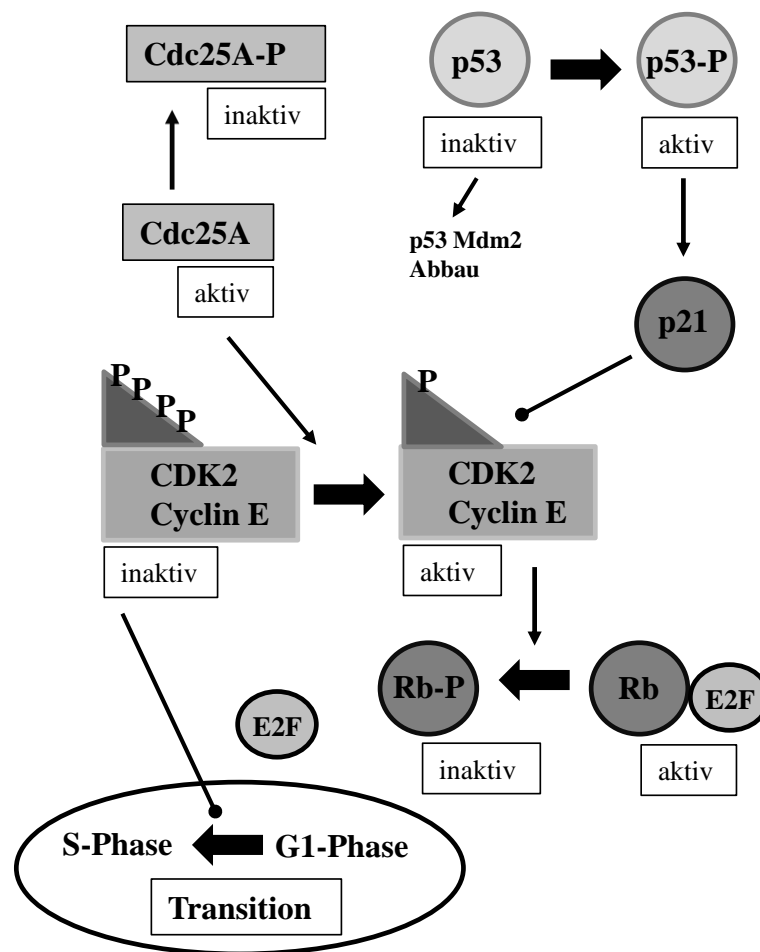 Cdc25A-P
inaktiv
p53
p53-P
inaktiv
aktiv
Cdc25A
aktiv
p53 Mdm2
Abbau
p21
P
P
P
P
P
CDK2
Cyclin E
CDK2
Cyclin E
inaktiv
aktiv
Rb-P
Rb
E2F
E2F
inaktiv
aktiv
S-Phase
G1-Phase
Transition